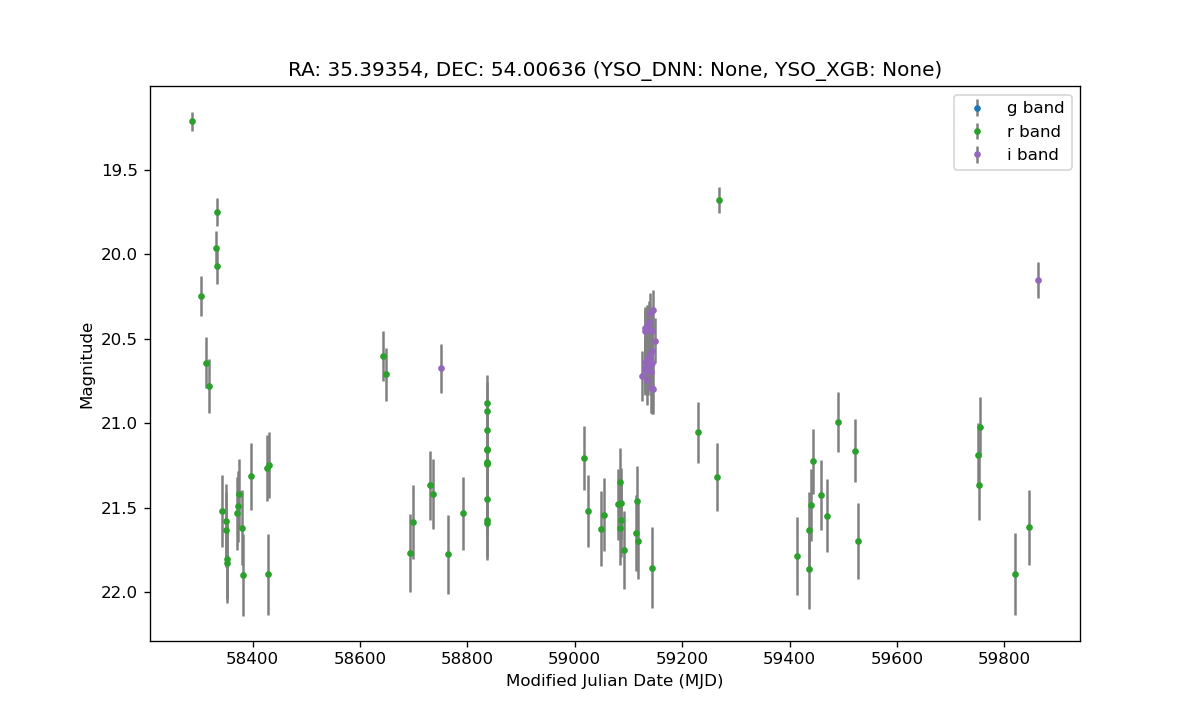 RA: 35.39354, DEC: 54.00636 (YSO_DNN: None, YSO_XGB: None)
g band
r band
i band
19.5
20.0
20.5
21.0
21.5
22.0
Magnitude
58400
58600
58800
59000
59200
59400
59600
59800
Modified Julian Date (MJD)